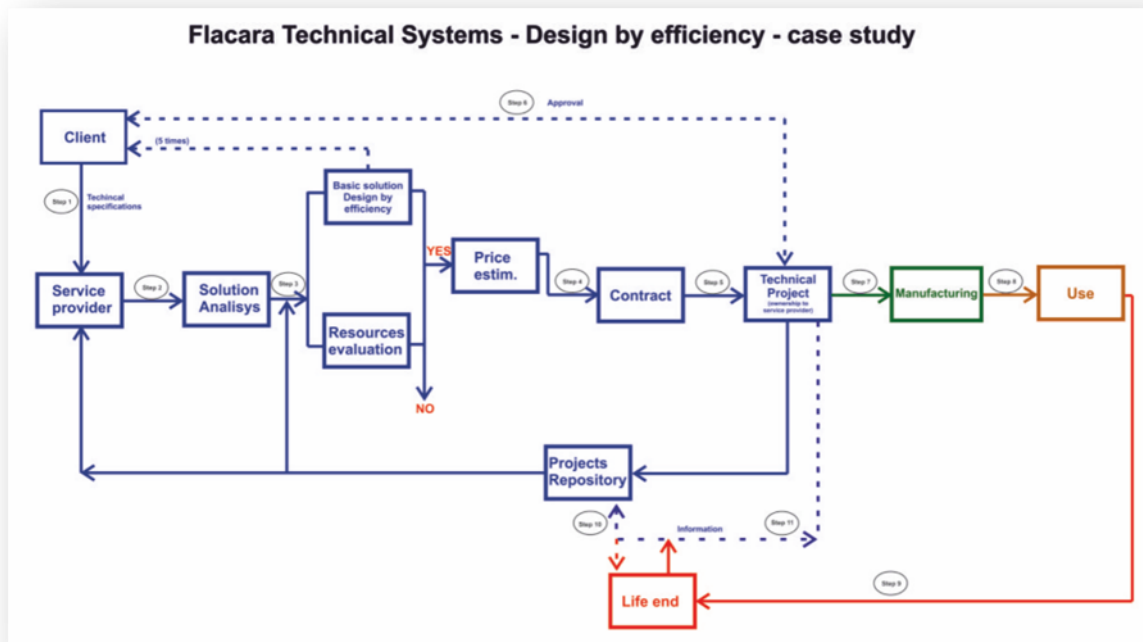 Flacara Technical Systems - Design by efficiency - case study
Step 6
Approval
Client
(5 times)
Step 1
Techincal
specifications
Basic solution
Design by
efficiency
YES
Price
estim.
Service
provider
Step 2
Solution
Analisys
Step 3
Step 4
Contract
Step 5
Technical
Project
(ownership to
service provider)
Step 7
Manufacturing
Step 8
Use
Resources
evaluation
NO
Projects
Repository
Step 10
Information
Step 11
Life end
Step 9